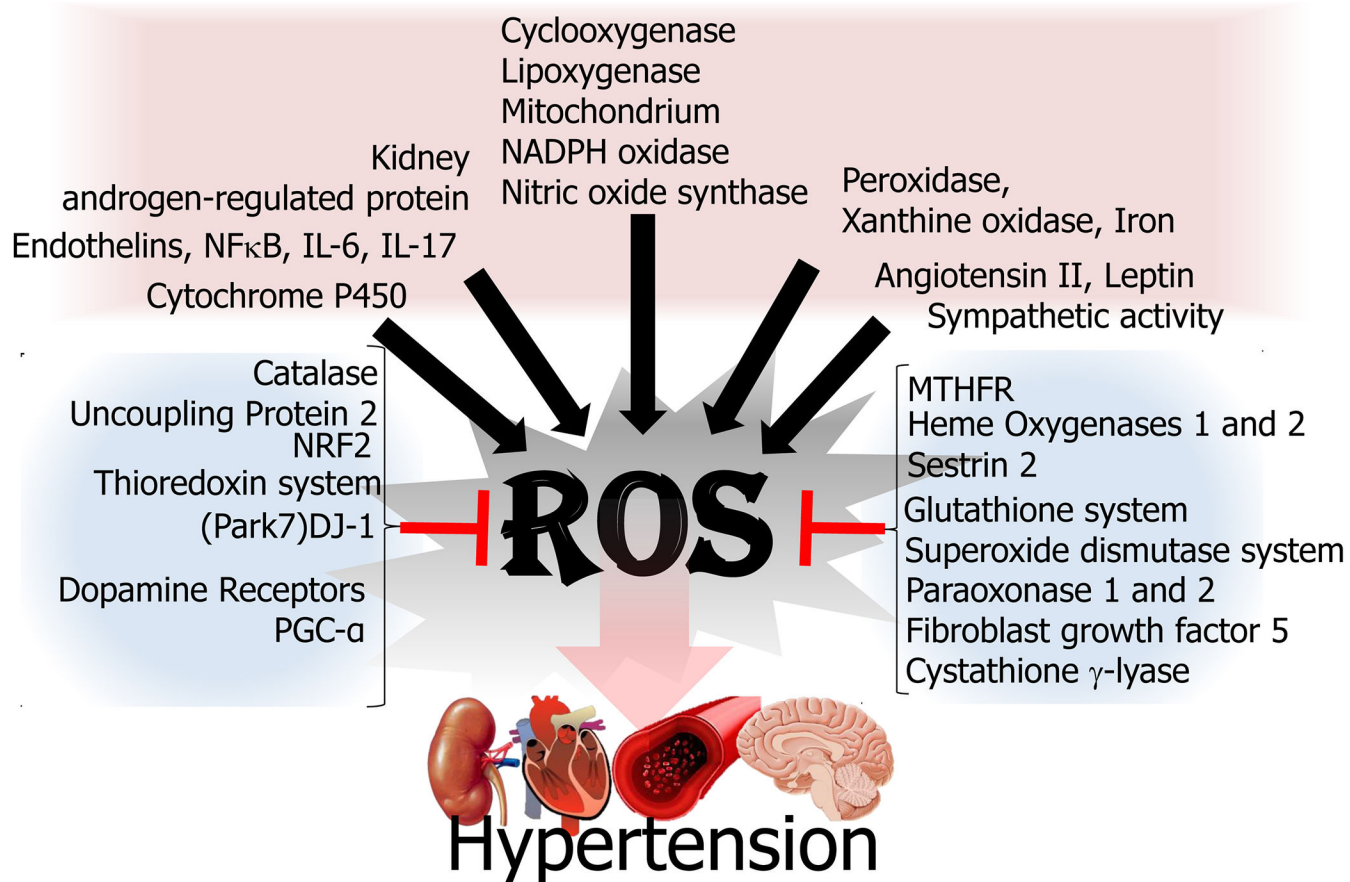 Cyclooxygenase
Lipoxygenase
Mitochondrium
NADPH oxidase
Nitric oxide synthase
Kidney
androgen-regulated protein
Endothelins, NFκB, IL-6, IL-17
Cytochrome P450
Peroxidase,
Xanthine oxidase, Iron
Angiotensin II, Leptin
Sympathetic activity
Catalase
Uncoupling Protein 2
NRF2
Thioredoxin system
(Park7)DJ-1
Dopamine Receptors
PGC-α
ROS
MTHFR
Heme Oxygenases 1 and 2
Sestrin 2
Glutathione system
Superoxide dismutase system
Paraoxonase 1 and 2
Fibroblast growth factor 5
Cystathione γ-lyase
Hypertension